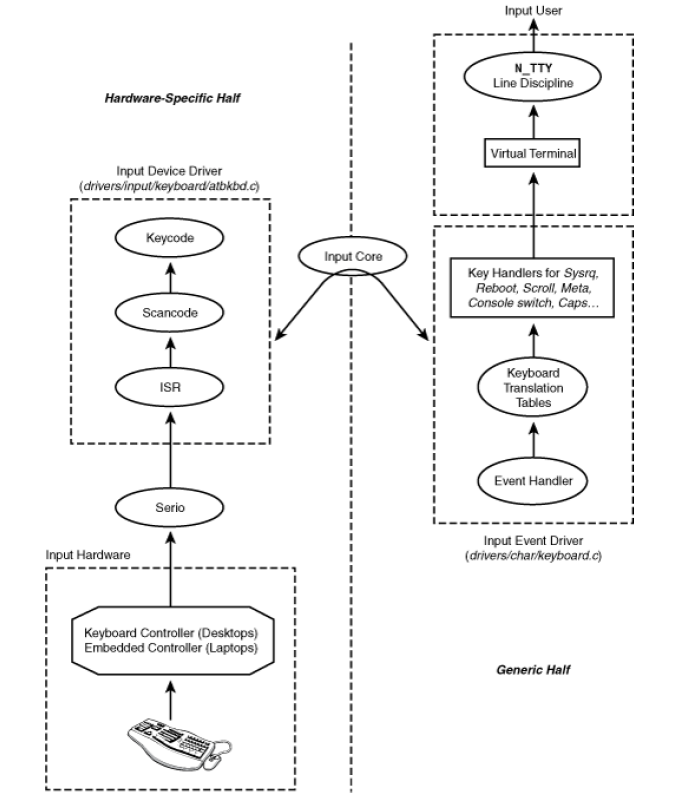 Input User
N_TTY
Line Discipline
Virtual Terminal
Hardware-Specific Half
Input Device Driver
(drivers/input/keyboard/atbkbd.c)
Keycode
Scancode
ISR
Serio
Input Hardware
Keyboard Controller (Desktops)
Embedded Controller (Laptops)
Input Core
Key Handlers for Sysrq,
Reboot, Scroll, Meta,
Console switch, Caps...
Keyboard
Translation
Tables
Event Handler
Input Event Driver
(drivers/char/keyboard.c)
Generic Half